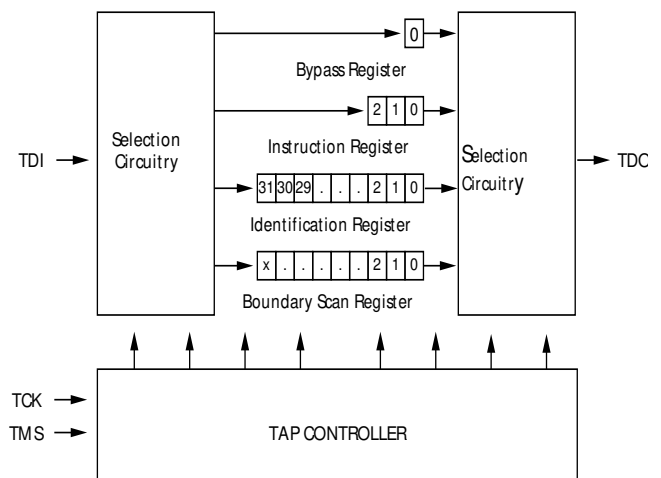 0
Bypass Register
2 1 0
Selection
Circuitry
Instruction Register
Selection
Circuitry
TDI
TDO
31 30 29 . . . 2 1 0
Identification Register
x . . . . . 2 1 0
Boundary Scan Register
TCK
TMS
TAP CONTROLLER